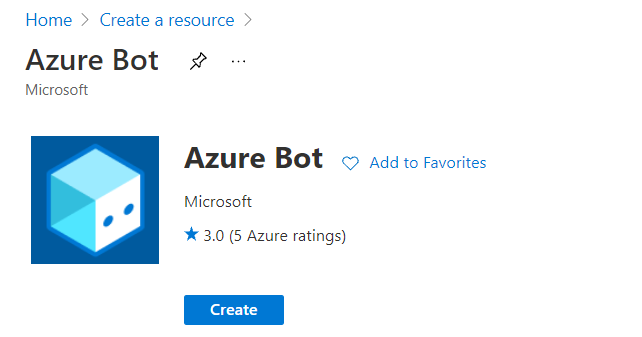 Home > Create a resource >
Azure Bot ...
Microsoft
Azure Bot Add to Favorites
Microsoft
3.0 (5 Azure ratings)
Create